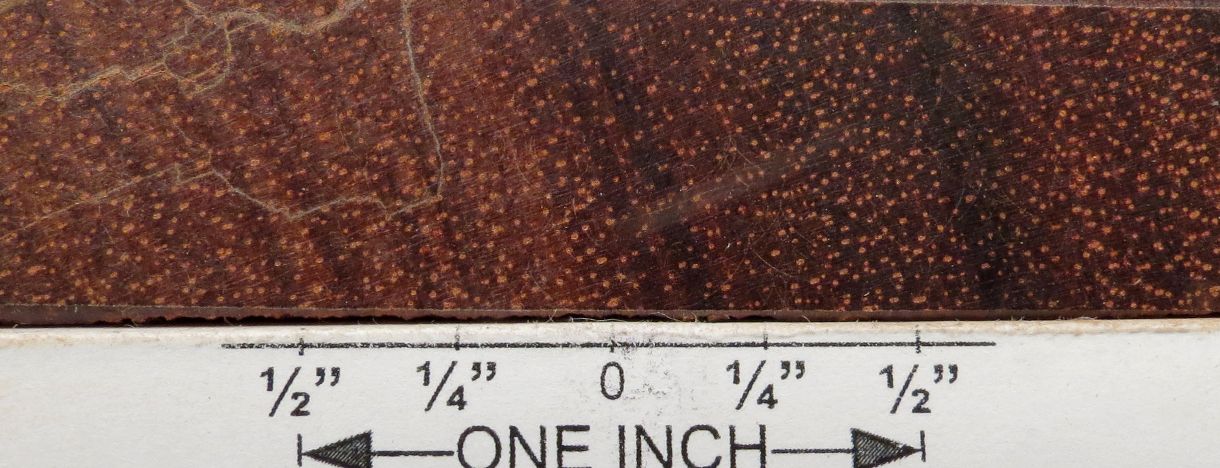 ½” ¼” 0 ¼” ½”
ONE INCH